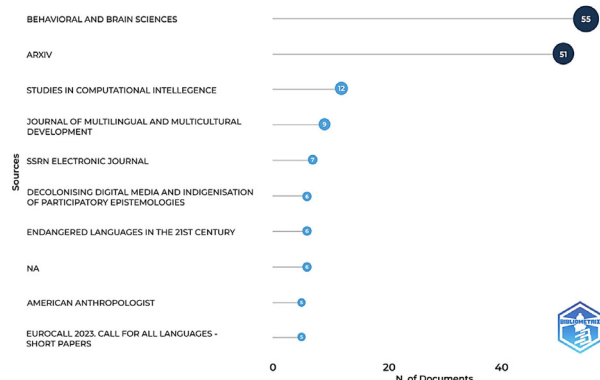 BEHAVIORAL AND BRAIN SCIENCES
55
ARXIV
51
STUDIES IN COMPUTATIONAL INTELLEGENCE
12
JOURNAL OF MULTILINGUAL AND MULTICULTURAL
DEVELOPMENT
9
SSRN ELECTRONIC JOURNAL
7
Sources
DECOLONISING DIGITAL MEDIA AND INDIGENISATION
OF PARTICIPATORY EPISTEMOLOGIES
6
ENDANGERED LANGUAGES IN THE 21ST CENTURY
6
NA
6
AMERICAN ANTHROPOLOGIST
5
EUROCALL 2023. CALL FOR ALL LANGUAGES -
SHORT PAPERS
5
BIBLIOMETRIX
0 20 40
N. of Documents